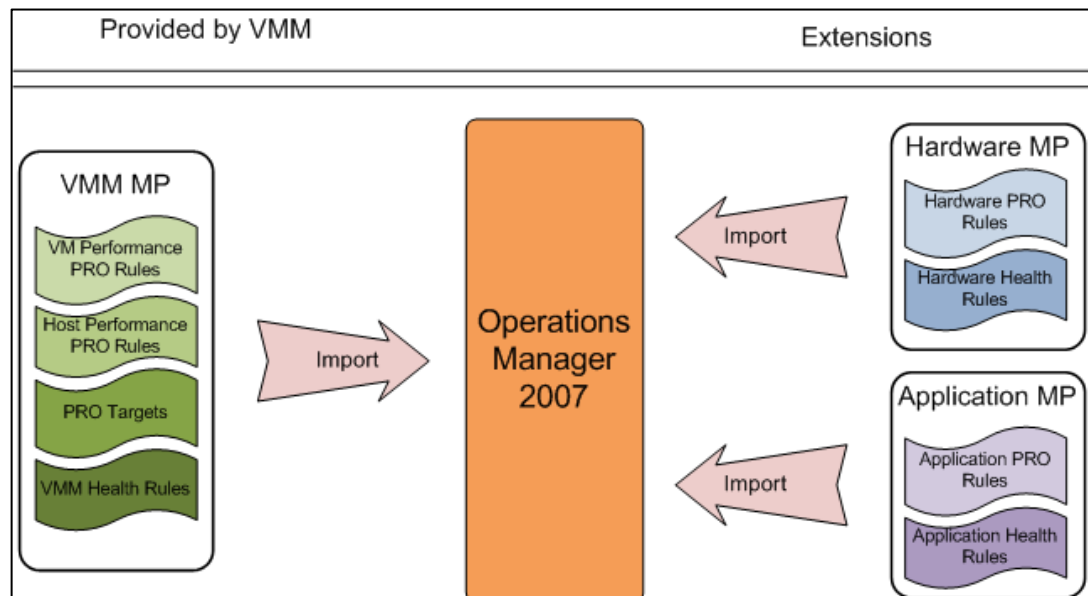 Provided by VMM
Extensions
VMM MP
VM Performance
PRO Rules
Host Performance
PRO Rules
PRO Targets
VMM Health Rules
Import
Operations
Manager
2007
Import
Import
Hardware MP
Hardware PRO
Rules
Hardware Health
Rules
Application MP
Application PRO
Rules
Application Health
Rules